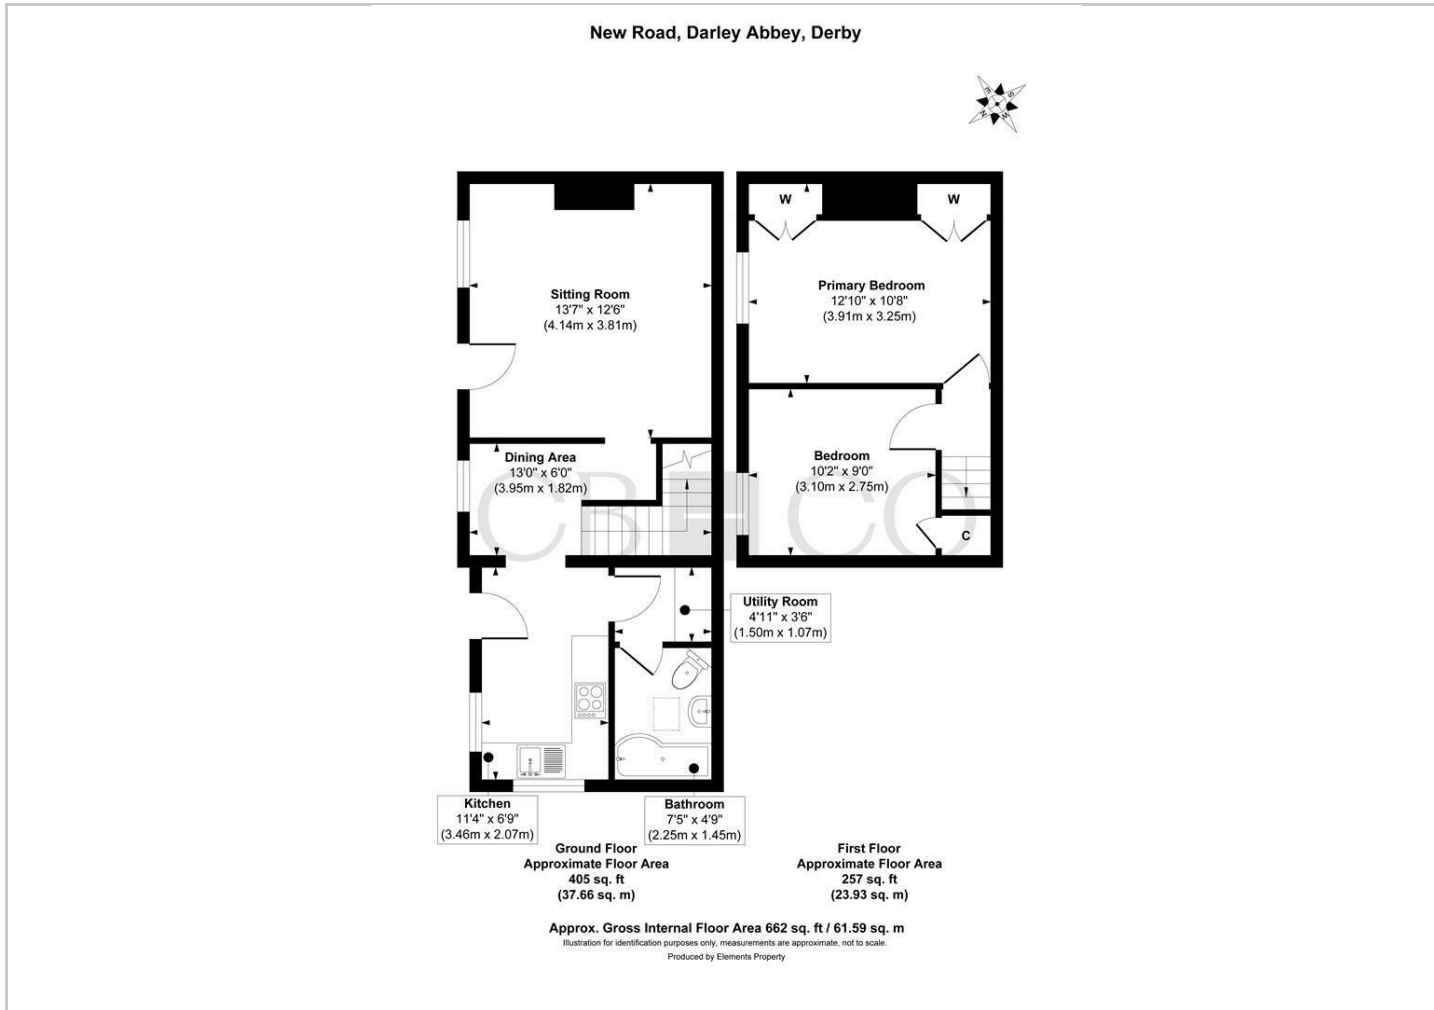 New Road, Darley Abbey, Derby
E
S
N
W
W
W
Sitting Room
13'7" x 12'6"
(4.14m x 3.81m)
Primary Bedroom
12'10" x 10'8"
(3.91m x 3.25m)
Dining Area
13'0" x 6'0"
(3.95m x 1.82m)
Bedroom
10'2" x 9'0"
(3.10m x 2.75m)
CBHCO
C
Utility Room
4'11" x 3'6"
(1.50m x 1.07m)
Kitchen
11'4" x 6'9"
(3.46m x 2.07m)
Bathroom
7'5" x 4'9"
(2.25m x 1.45m)
Ground Floor
Approximate Floor Area
405 sq. ft
(37.66 sq. m)
First Floor
Approximate Floor Area
257 sq. ft
(23.93 sq. m)
Approx. Gross Internal Floor Area 662 sq. ft / 61.59 sq. m
Illustration for identification purposes only, measurements are approximate, not to scale.
Produced by Elements Property